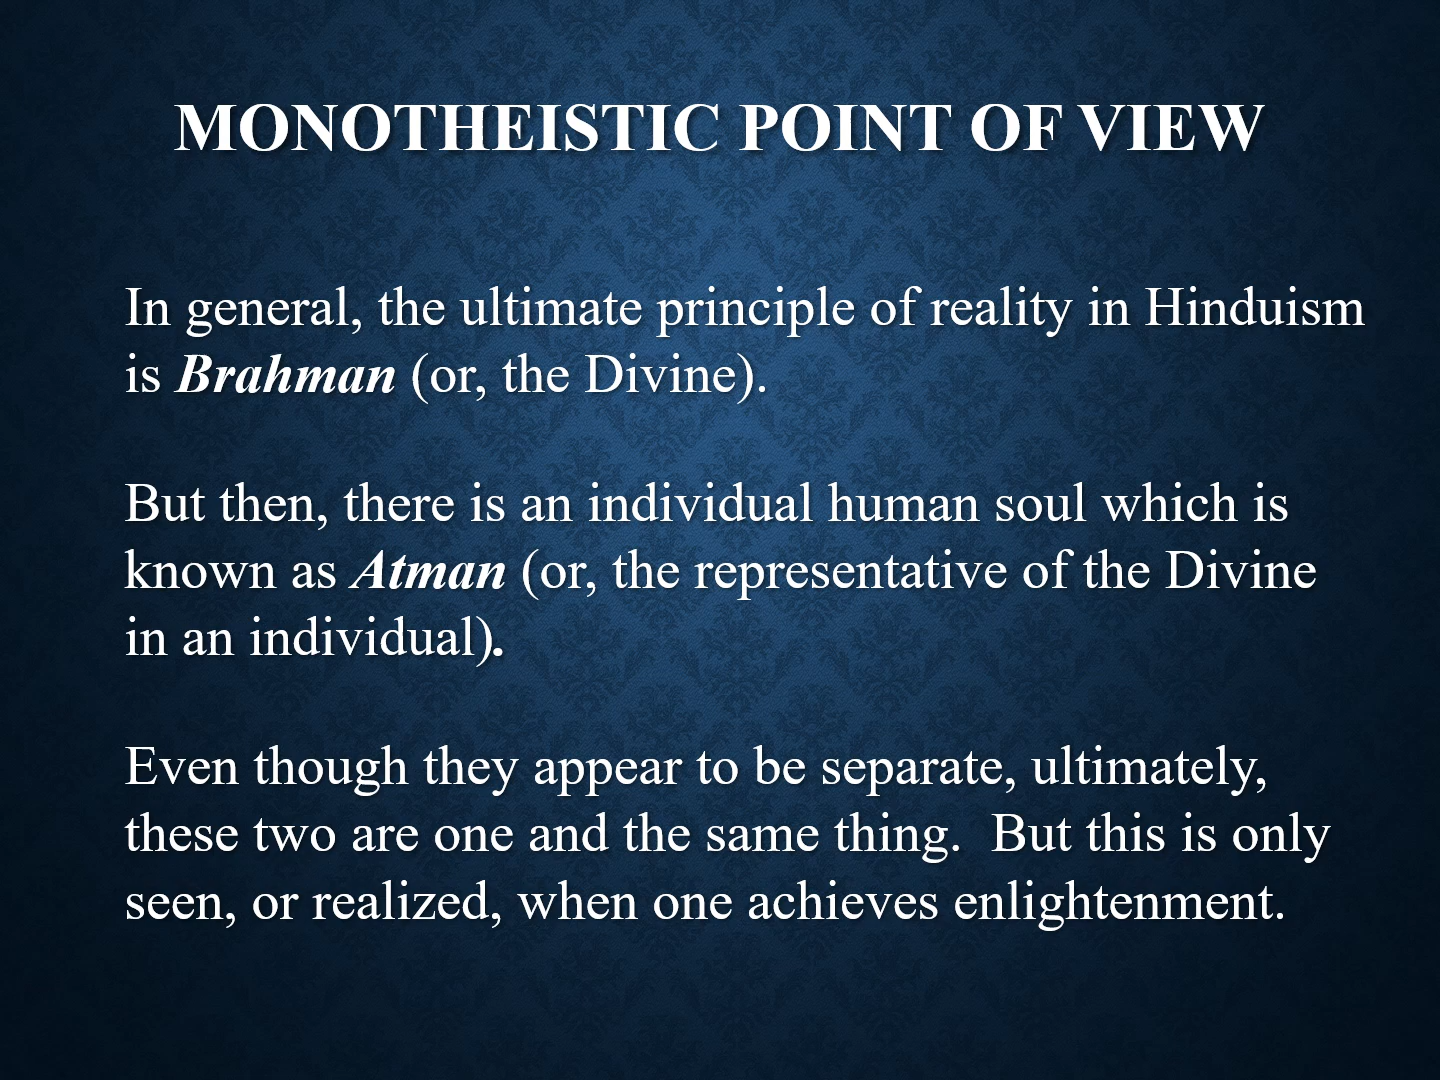 MONOTHEISTIC POINT OF VIEW
In general, the ultimate principle of reality in Hinduism
is Brahman (or, the Divine).
But then, there is an individual human soul which is
known as Atman (or, the representative of the Divine
in an individual).
Even though they appear to be separate, ultimately,
these two are one and the same thing.  But this is only
seen, or realized, when one achieves enlightenment.